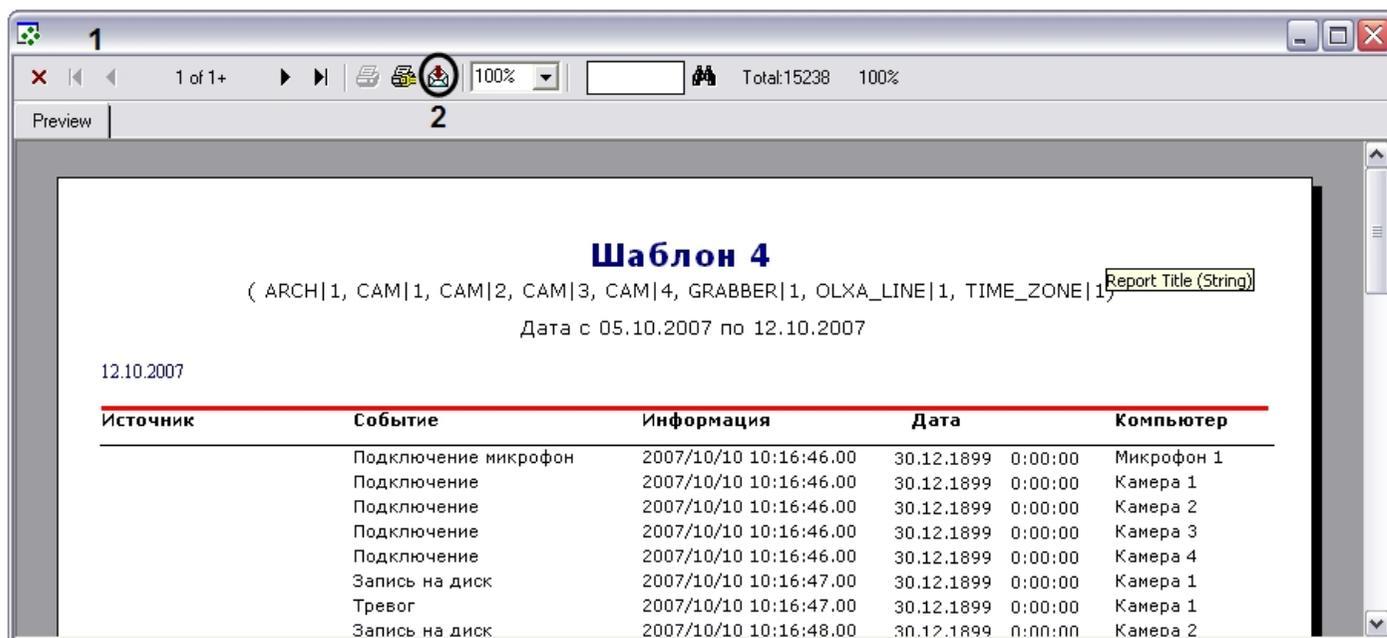 1
1 of 1+ 100% Total:15238 100%
2
Preview
Шаблон 4
( ARCH|1, CAM|1, CAM|2, CAM|3, CAM|4, GRABBER|1, OLXA_LINE|1, TIME_ZONE|1)
Report Title (String)
Дата с 05.10.2007 по 12.10.2007
12.10.2007
Источник Событие Информация Дата Компьютер
Подключение микрофон 2007/10/10 10:16:46.00 30.12.1899 0:00:00 Микрофон 1
Подключение 2007/10/10 10:16:46.00 30.12.1899 0:00:00 Камера 1
Подключение 2007/10/10 10:16:46.00 30.12.1899 0:00:00 Камера 2
Подключение 2007/10/10 10:16:46.00 30.12.1899 0:00:00 Камера 3
Подключение 2007/10/10 10:16:46.00 30.12.1899 0:00:00 Камера 4
Запись на диск 2007/10/10 10:16:47.00 30.12.1899 0:00:00 Камера 1
Тревог 2007/10/10 10:16:47.00 30.12.1899 0:00:00 Камера 1
Запись на диск 2007/10/10 10:16:48.00 30.12.1899 0:00:00 Камера 2